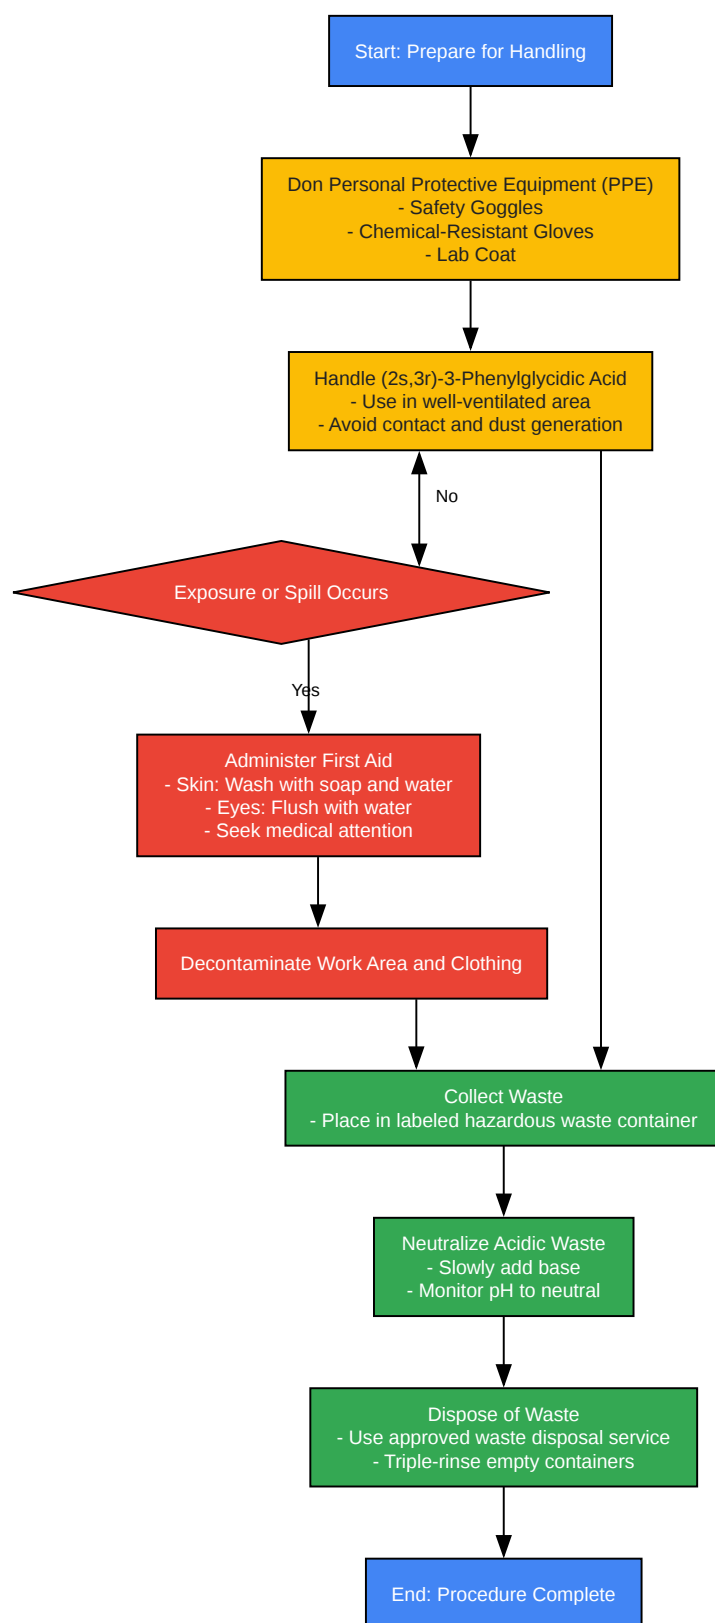 Start: Prepare for Handling
Don Personal Protective Equipment (PPE)
- Safety Goggles
- Chemical-Resistant Gloves
- Lab Coat
Handle (2s,3r)-3-Phenylglycidic Acid
- Use in well-ventilated area
- Avoid contact and dust generation
No
Exposure or Spill Occurs
Yes
Administer First Aid
- Skin: Wash with soap and water
- Eyes: Flush with water
- Seek medical attention
Decontaminate Work Area and Clothing
Collect Waste
- Place in labeled hazardous waste container
Neutralize Acidic Waste
- Slowly add base
- Monitor pH to neutral
Dispose of Waste
- Use approved waste disposal service
- Triple-rinse empty containers
End: Procedure Complete